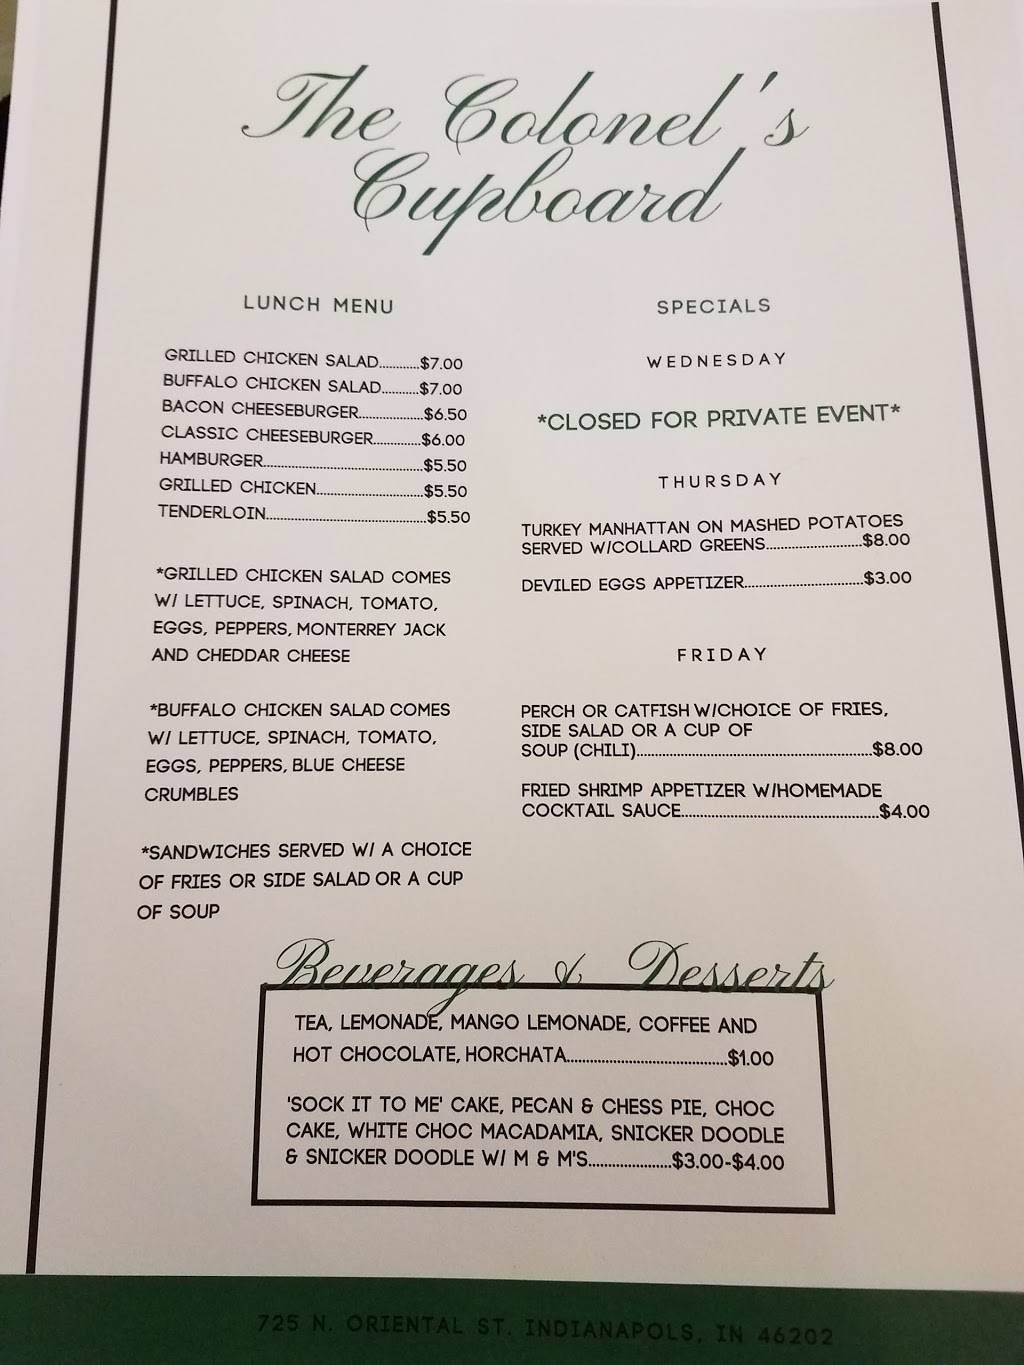 The Colonel's
Cupboard
LUNCH MENU
GRILLED CHICKEN SALAD...........$7.00
BUFFALO CHICKEN SALAD..........$7.00
BACON CHEESEBURGER..................$6.50
CLASSIC CHEESEBURGER.............$6.00
HAMBURGER............................................$5.50
GRILLED CHICKEN..............................$5.50
TENDERLOIN............................................$5.50
*GRILLED CHICKEN SALAD COMES
W/ LETTUCE, SPINACH, TOMATO,
EGGS, PEPPERS, MONTERREY JACK
AND CHEDDAR CHEESE
*BUFFALO CHICKEN SALAD COMES
W/ LETTUCE, SPINACH, TOMATO,
EGGS, PEPPERS, BLUE CHEESE
CRUMBLES
*SANDWICHES SERVED W/ A CHOICE
OF FRIES OR SIDE SALAD OR A CUP
OF SOUP
SPECIALS
WEDNESDAY
*CLOSED FOR PRIVATE EVENT*
THURSDAY
TURKEY MANHATTAN ON MASHED POTATOES
SERVED W/COLLARD GREENS..........................$8.00
DEVILED EGGS APPETIZER................................$3.00
FRIDAY
PERCH OR CATFISH W/CHOICE OF FRIES,
SIDE SALAD OR A CUP OF
SOUP (CHILI)................................................................$8.00
FRIED SHRIMP APPETIZER W/HOMEMADE
COCKTAIL SAUCE.....................................................$4.00
Beverages & Desserts
TEA, LEMONADE, MANGO LEMONADE, COFFEE AND
HOT CHOCOLATE, HORCHATA...........................................$1.00
'SOCK IT TO ME' CAKE, PECAN & CHESS PIE, CHOC
CAKE, WHITE CHOC MACADAMIA, SNICKER DOODLE
& SNICKER DOODLE W/ M & M'S......................$3.00-$4.00
725 N. ORIENTAL ST. INDIANAPOLS, IN 46202